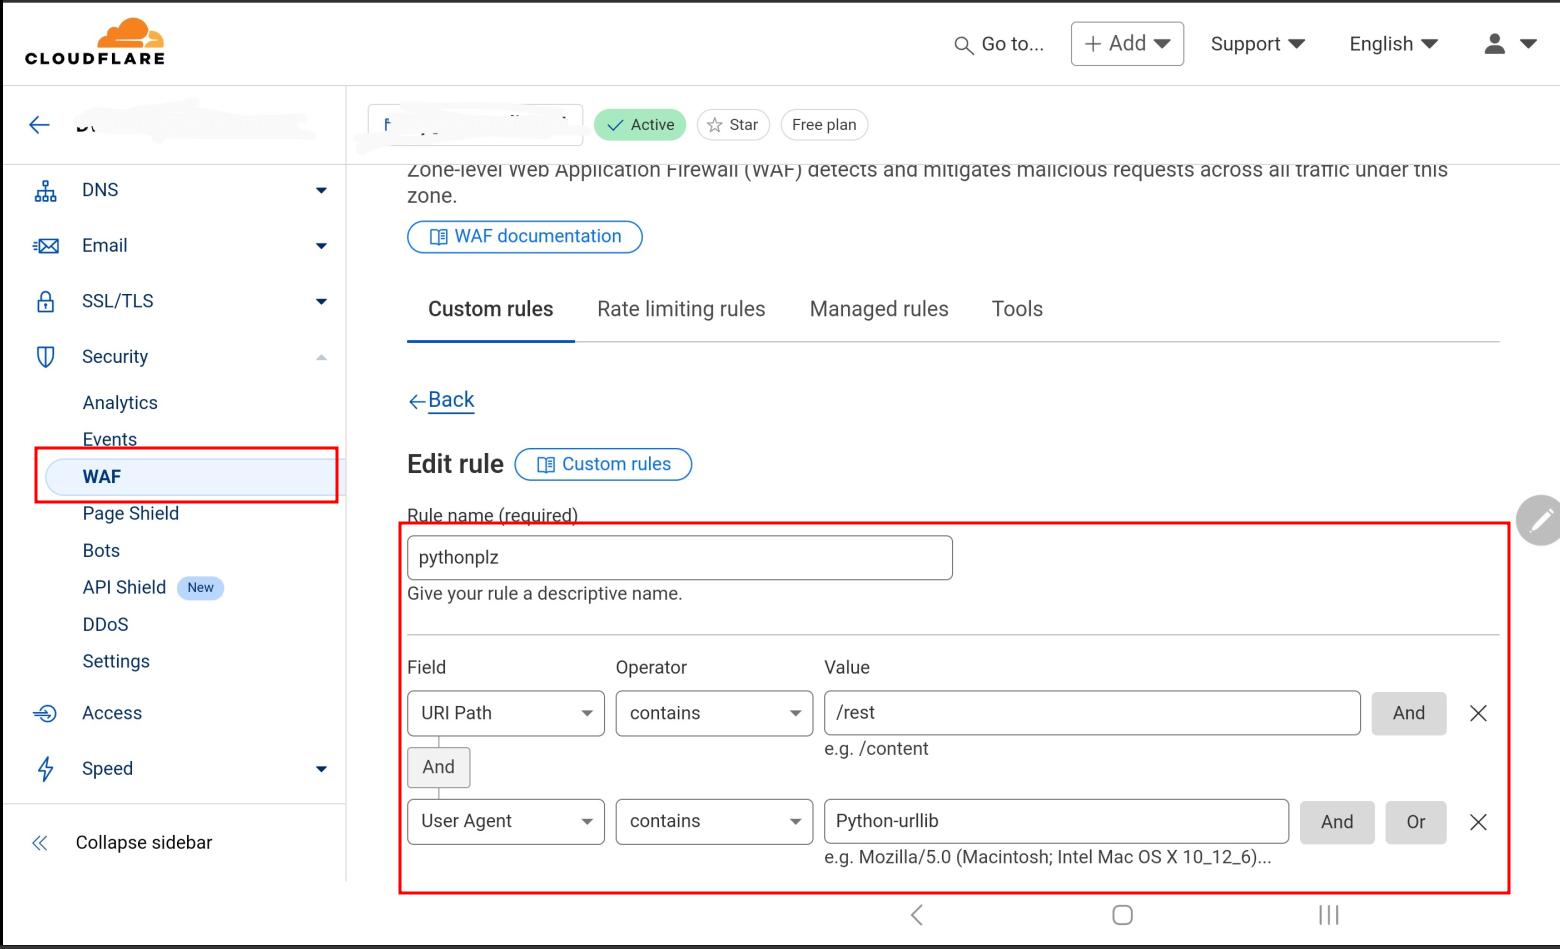 CLOUDFLARE
Go to...
Add
Support
English
Active
Star
Free plan
Zone-level Web Application Firewall (WAF) detects and mitigates malicious requests across all traffic under this
zone.
WAF documentation
DNS
Email
SSL/TLS
Security
Analytics
Events
WAF
Page Shield
Bots
API Shield New
DDoS
Settings
Access
Speed
Collapse sidebar
Custom rules Rate limiting rules Managed rules Tools
Back
Edit rule Custom rules
Rule name (required)
pythonplz
Give your rule a descriptive name.
Field Operator Value
URI Path contains /rest And
e.g. /content
And
User Agent contains Python-urllib And Or
e.g. Mozilla/5.0 (Macintosh; Intel Mac OS X 10_12_6)...